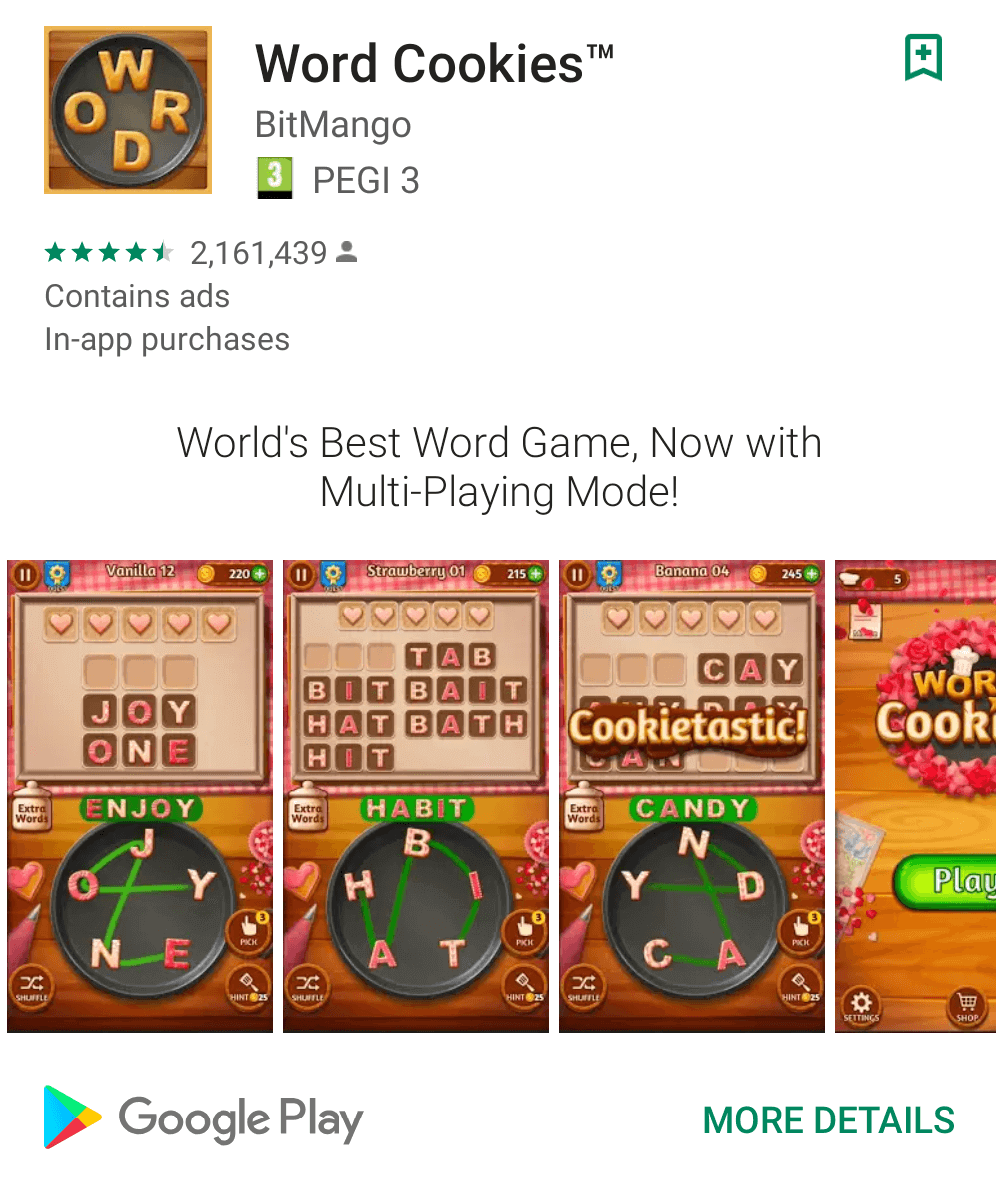 W
O R
D
Word Cookies™
BitMango
3 PEGI 3
2,161,439
Contains ads
In-app purchases
World's Best Word Game, Now with
Multi-Playing Mode!
Vanilla 12
220
JOY
ONE
Extra
Words
ENJOY
J
O Y
N E
3
PICK
SHUFFLE
HINT 25
Strawberry 01
215
TAB
BIT BAIT
HAT BATH
HIT
Extra
Words
HABIT
B
H I
A T
3
PICK
SHUFFLE
HINT 25
Banana 04
245
CAY
Cookietastic!
CAN
Extra
Words
CANDY
N
Y D
C A
3
PICK
SHUFFLE
HINT 25
5
WOR
Cook
Play
SETTINGS
SHOP
Google Play
MORE DETAILS